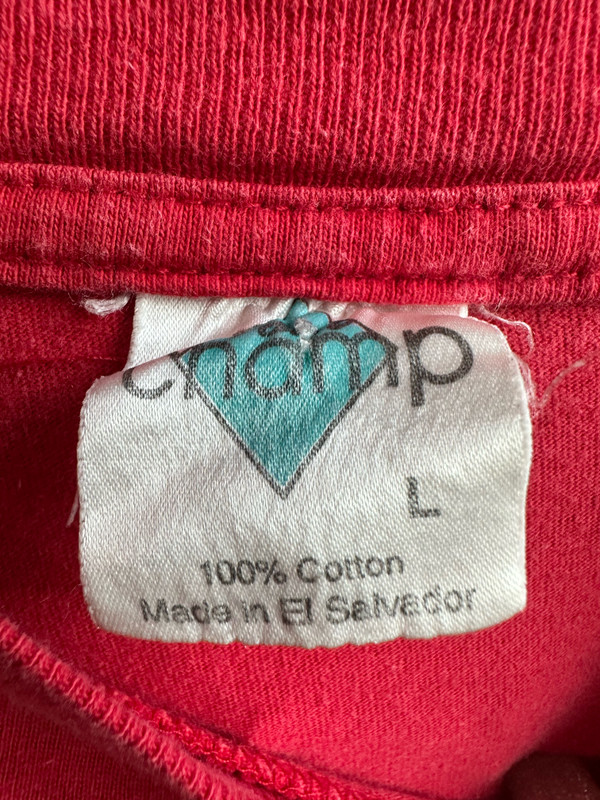 champ
L
100% Cotton
Made in El Salvador